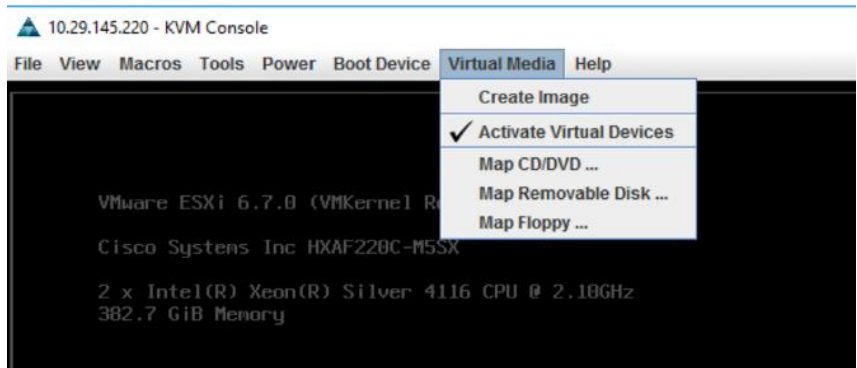 10.29.145.220 - KVM Console
File View Macros Tools Power Boot Device Virtual Media Help
Create Image
Activate Virtual Devices
Map CD/DVD ...
Map Removable Disk ...
Map Floppy ...
VMware ESXi 6.7.0 (VMKernel
Cisco Systems Inc HXAF220C-M5SX
2 x Intel(R) Xeon(R) Silver 4116 CPU @ 2.10GHz
382.7 GiB Memory